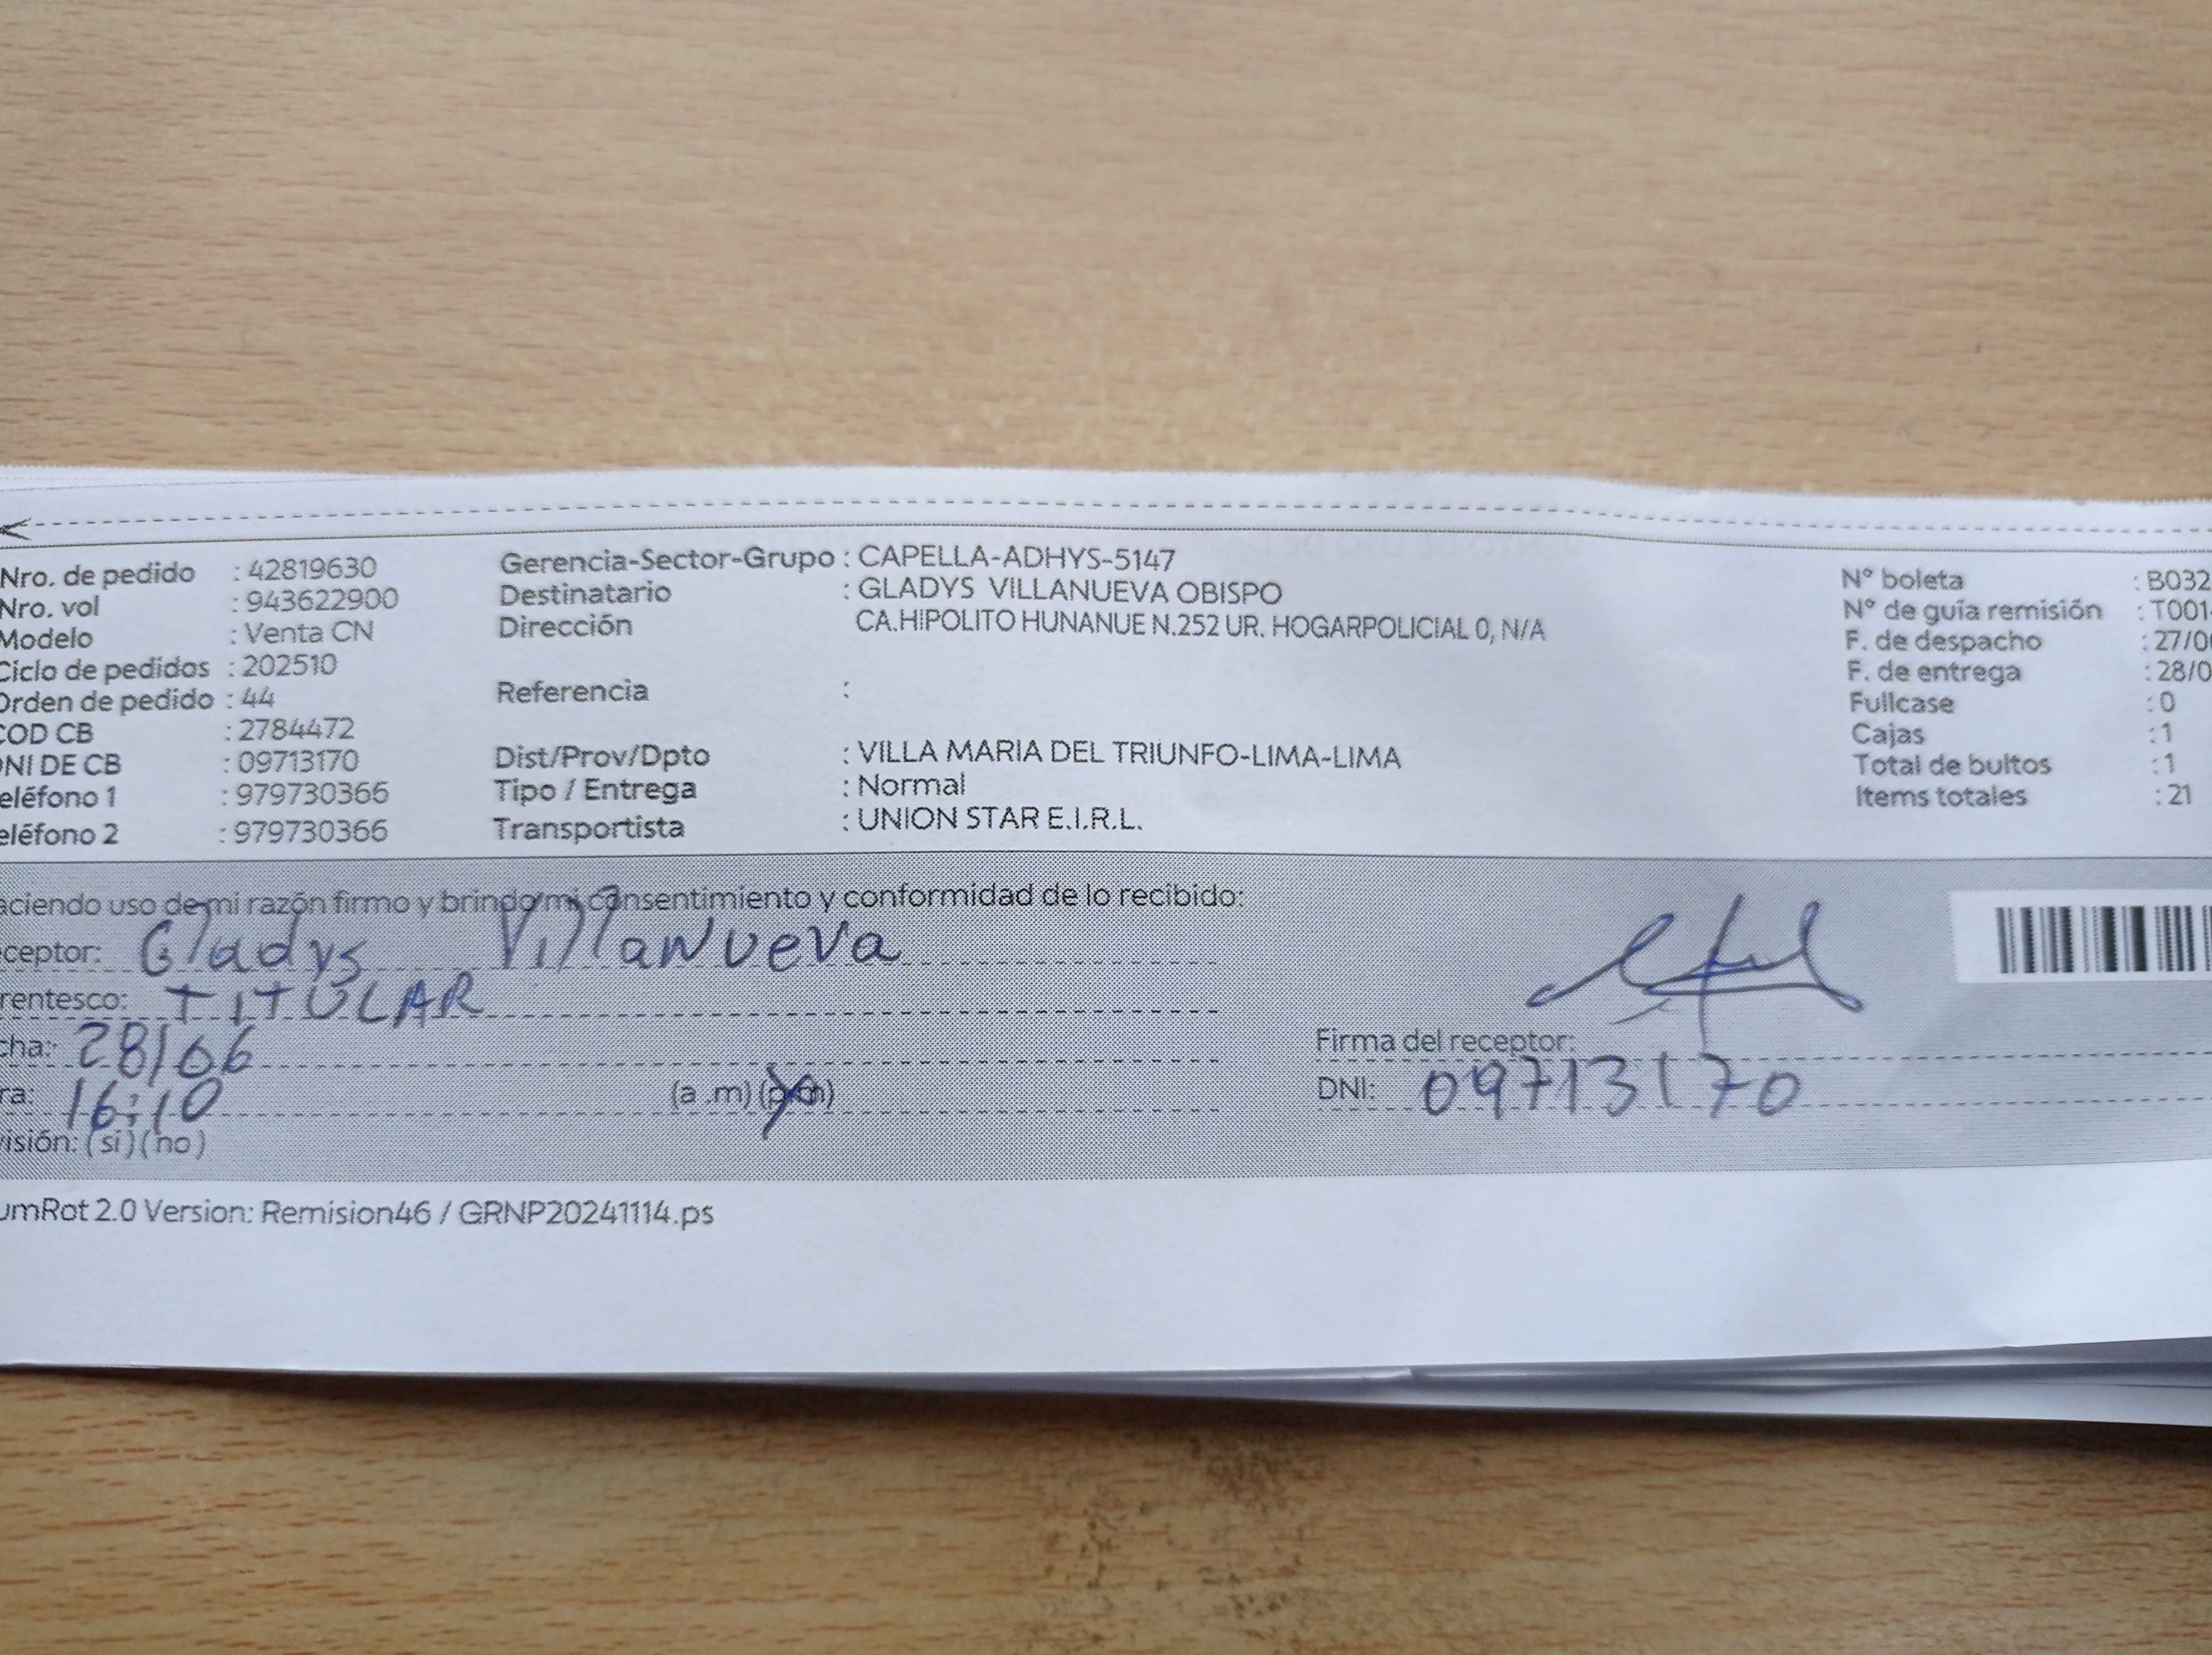 Nro. de pedido : 42819630
Nro. vol : 943622900
Modelo : Venta CN
Ciclo de pedidos : 202510
Orden de pedido : 44
COD CB : 2784472
DNI DE CB : 09713170
eléfono 1 : 979730366
eléfono 2 : 979730366
Gerencia-Sector-Grupo : CAPELLA-ADHYS-5147
Destinatario : GLADYS VILLANUEVA OBISPO
Dirección CA.HIPOLITO HUNANUE N.252 UR. HOGARPOLICIAL 0, N/A
Referencia :
Dist/Prov/Dpto : VILLA MARIA DEL TRIUNFO-LIMA-LIMA
Tipo / Entrega : Normal
Transportista : UNION STAR E.I.R.L.
N° boleta : B032
N° de guía remisión : T001-
F. de despacho : 27/0
F. de entrega : 28/0
Fullcase : 0
Cajas : 1
Total de bultos : 1
Items totales : 21
aciendo uso de mi razón firmo y brindo mi consentimiento y conformidad de lo recibido:
ceptor: Gladys Villanueva
rentesco: TITULAR
cha: 28/06
ra: 16:10 (a .m) (p.m)
visión: (si) (no)
Firma del receptor:
DNI: 09713170
umRot 2.0 Version: Remision46 / GRNP20241114.ps